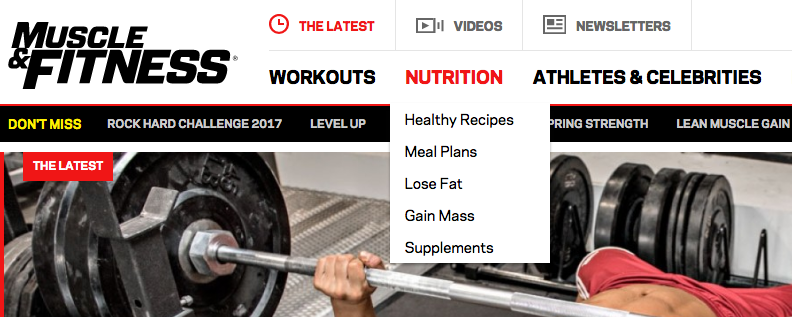 MUSCLE
& FITNESS®
THE LATEST
VIDEOS
NEWSLETTERS
WORKOUTS
NUTRITION
ATHLETES & CELEBRITIES
DON'T MISS
ROCK HARD CHALLENGE 2017
LEVEL UP
PRING STRENGTH
LEAN MUSCLE GAIN
Healthy Recipes
Meal Plans
Lose Fat
Gain Mass
Supplements
THE LATEST